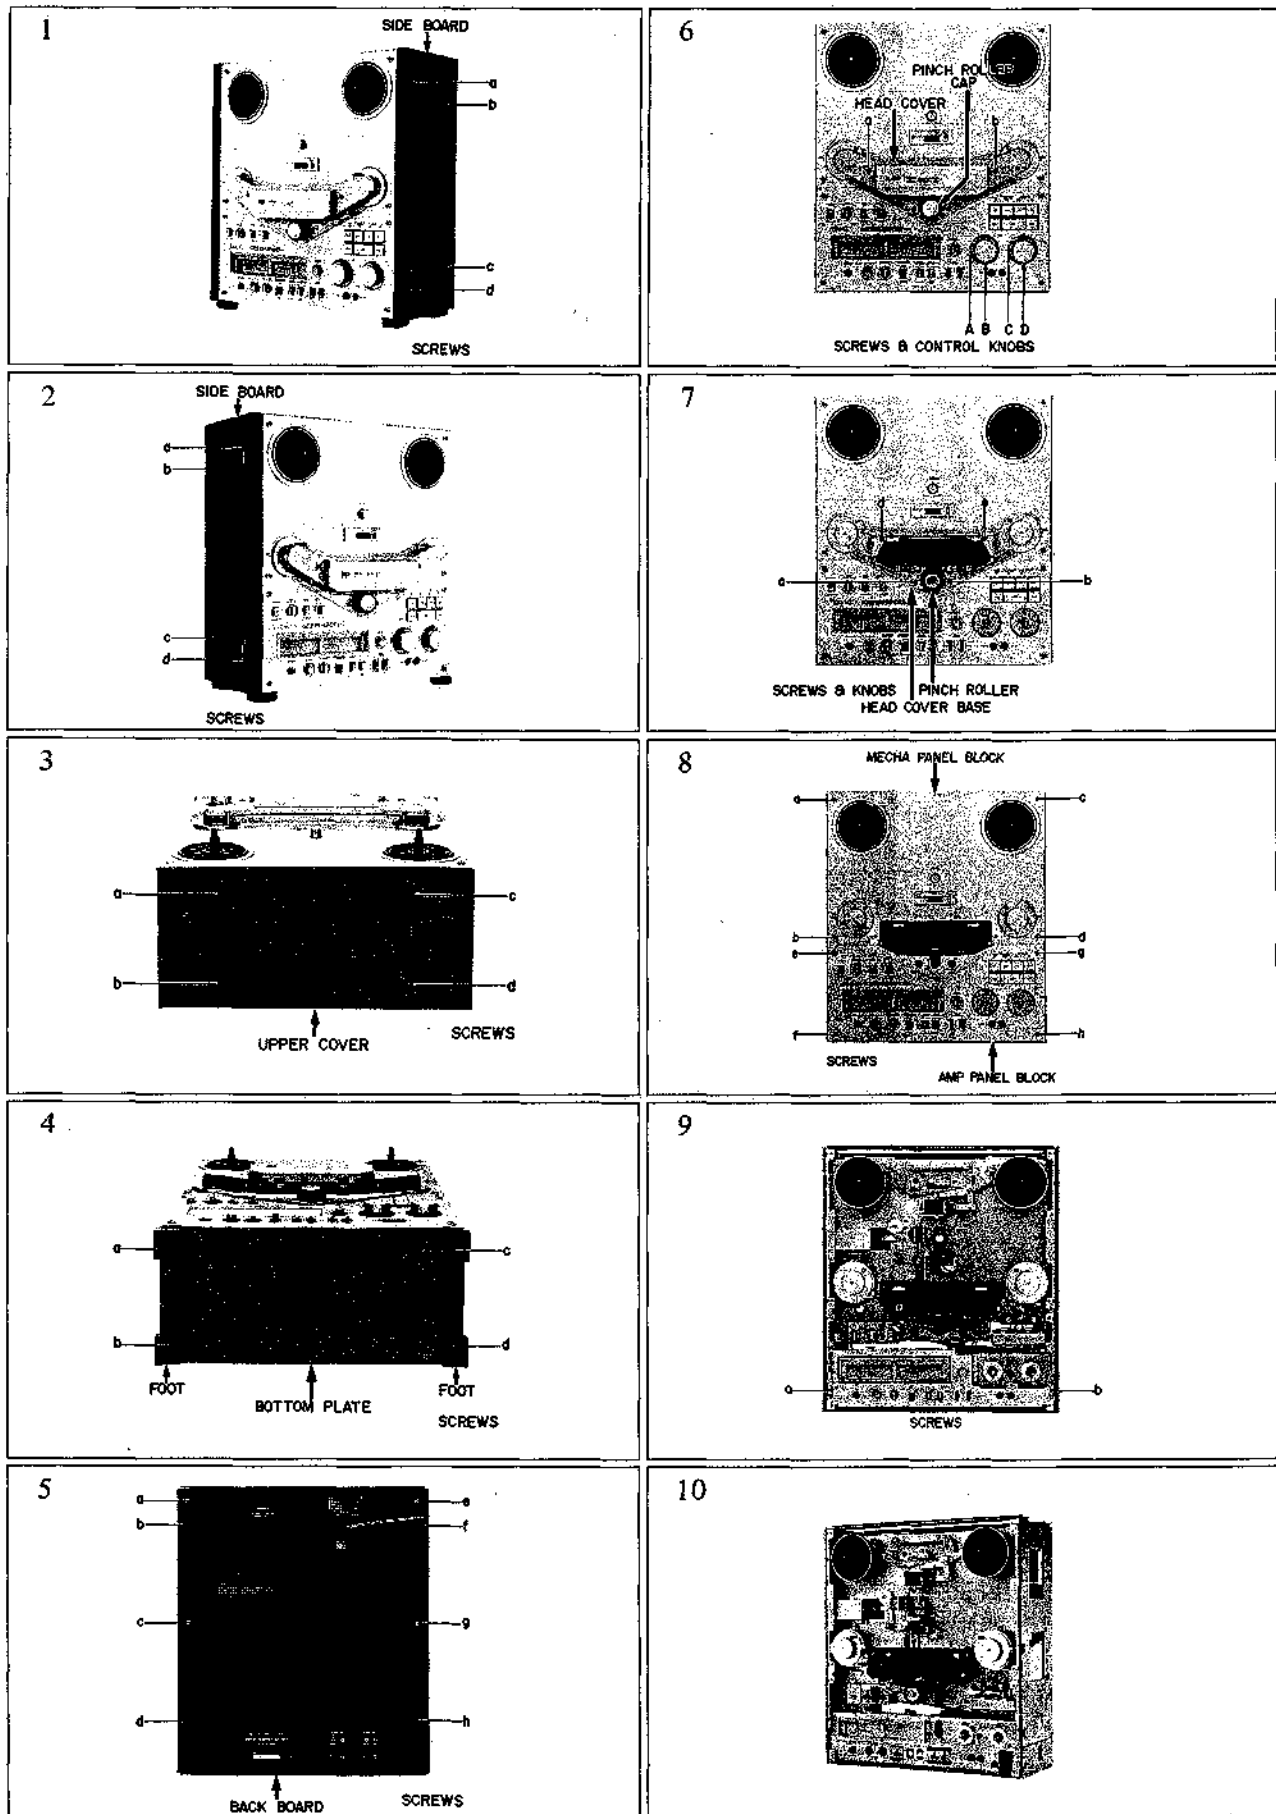 1
SIDE BOARD
a
b
c
d
SCREWS
2
SIDE BOARD
a
b
c
d
SCREWS
3
a
c
b
d
SCREWS
UPPER COVER
4
a
c
b
d
FOOT
FOOT
BOTTOM PLATE
SCREWS
5
a
e
b
f
c
g
d
h
BACK BOARD
SCREWS
6
PINCH ROLLER
CAP
HEAD COVER
a
b
A B C D
SCREWS & CONTROL KNOBS
7
d
a
b
SCREWS & KNOBS
PINCH ROLLER
HEAD COVER BASE
8
MECHA PANEL BLOCK
a
c
b
d
e
g
f
h
SCREWS
AMP PANEL BLOCK
9
a
b
SCREWS
10